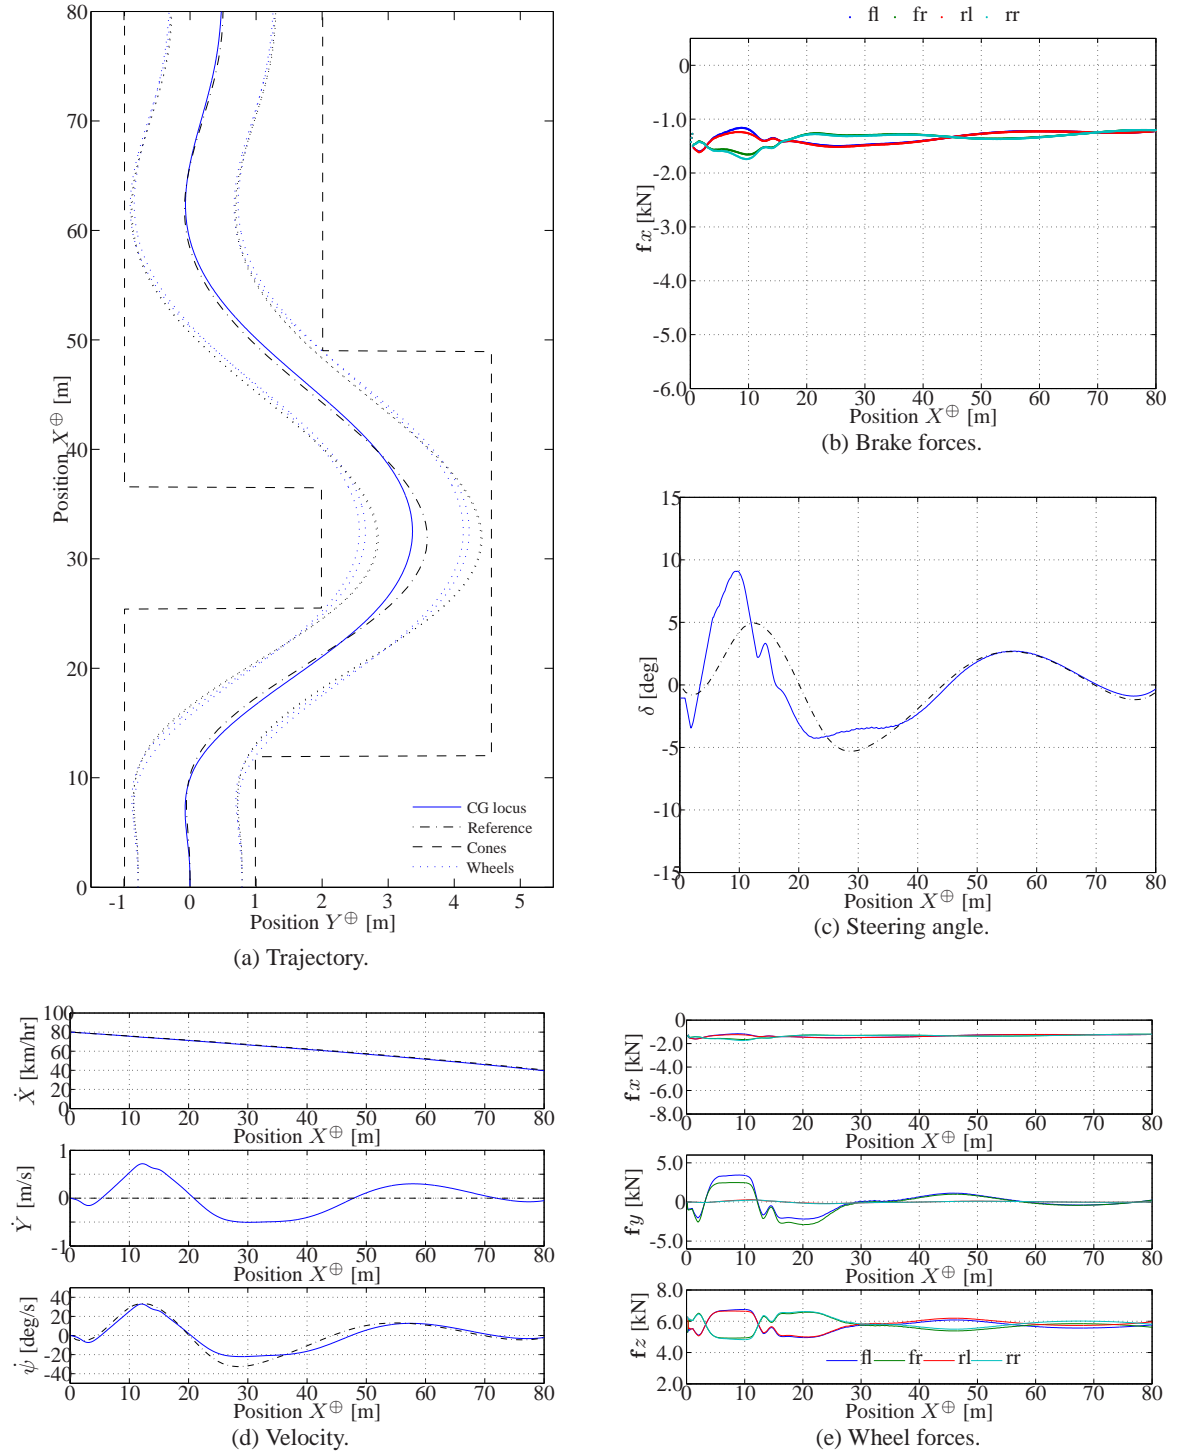 80
70
60
50
40
30
20
10
0
-1
0
1
2
3
4
5
Position X⊕ [m]
Position Y⊕ [m]
CG locus
Reference
Cones
Wheels
(a) Trajectory.
fl fr rl rr
0
-1.0
-2.0
-3.0
-4.0
-5.0
-6.0
fx [kN]
0 10 20 30 40 50 60 70 80
Position X⊕ [m]
(b) Brake forces.
15
10
5
0
-5
-10
-15
δ [deg]
0 10 20 30 40 50 60 70 80
Position X⊕ [m]
(c) Steering angle.
100
80
60
40
20
0
Ẋ [km/hr]
0 10 20 30 40 50 60 70 80
Position X⊕ [m]
1
0
-1
Ẏ [m/s]
0 10 20 30 40 50 60 70 80
Position X⊕ [m]
40
20
0
-20
-40
ψ̇ [deg/s]
0 10 20 30 40 50 60 70 80
Position X⊕ [m]
(d) Velocity.
0
-2.0
-4.0
-6.0
-8.0
fx [kN]
0 10 20 30 40 50 60 70 80
Position X⊕ [m]
5.0
0
-5.0
fy [kN]
0 10 20 30 40 50 60 70 80
Position X⊕ [m]
8.0
6.0
4.0
2.0
fz [kN]
fl fr rl rr
0 10 20 30 40 50 60 70 80
Position X⊕ [m]
(e) Wheel forces.